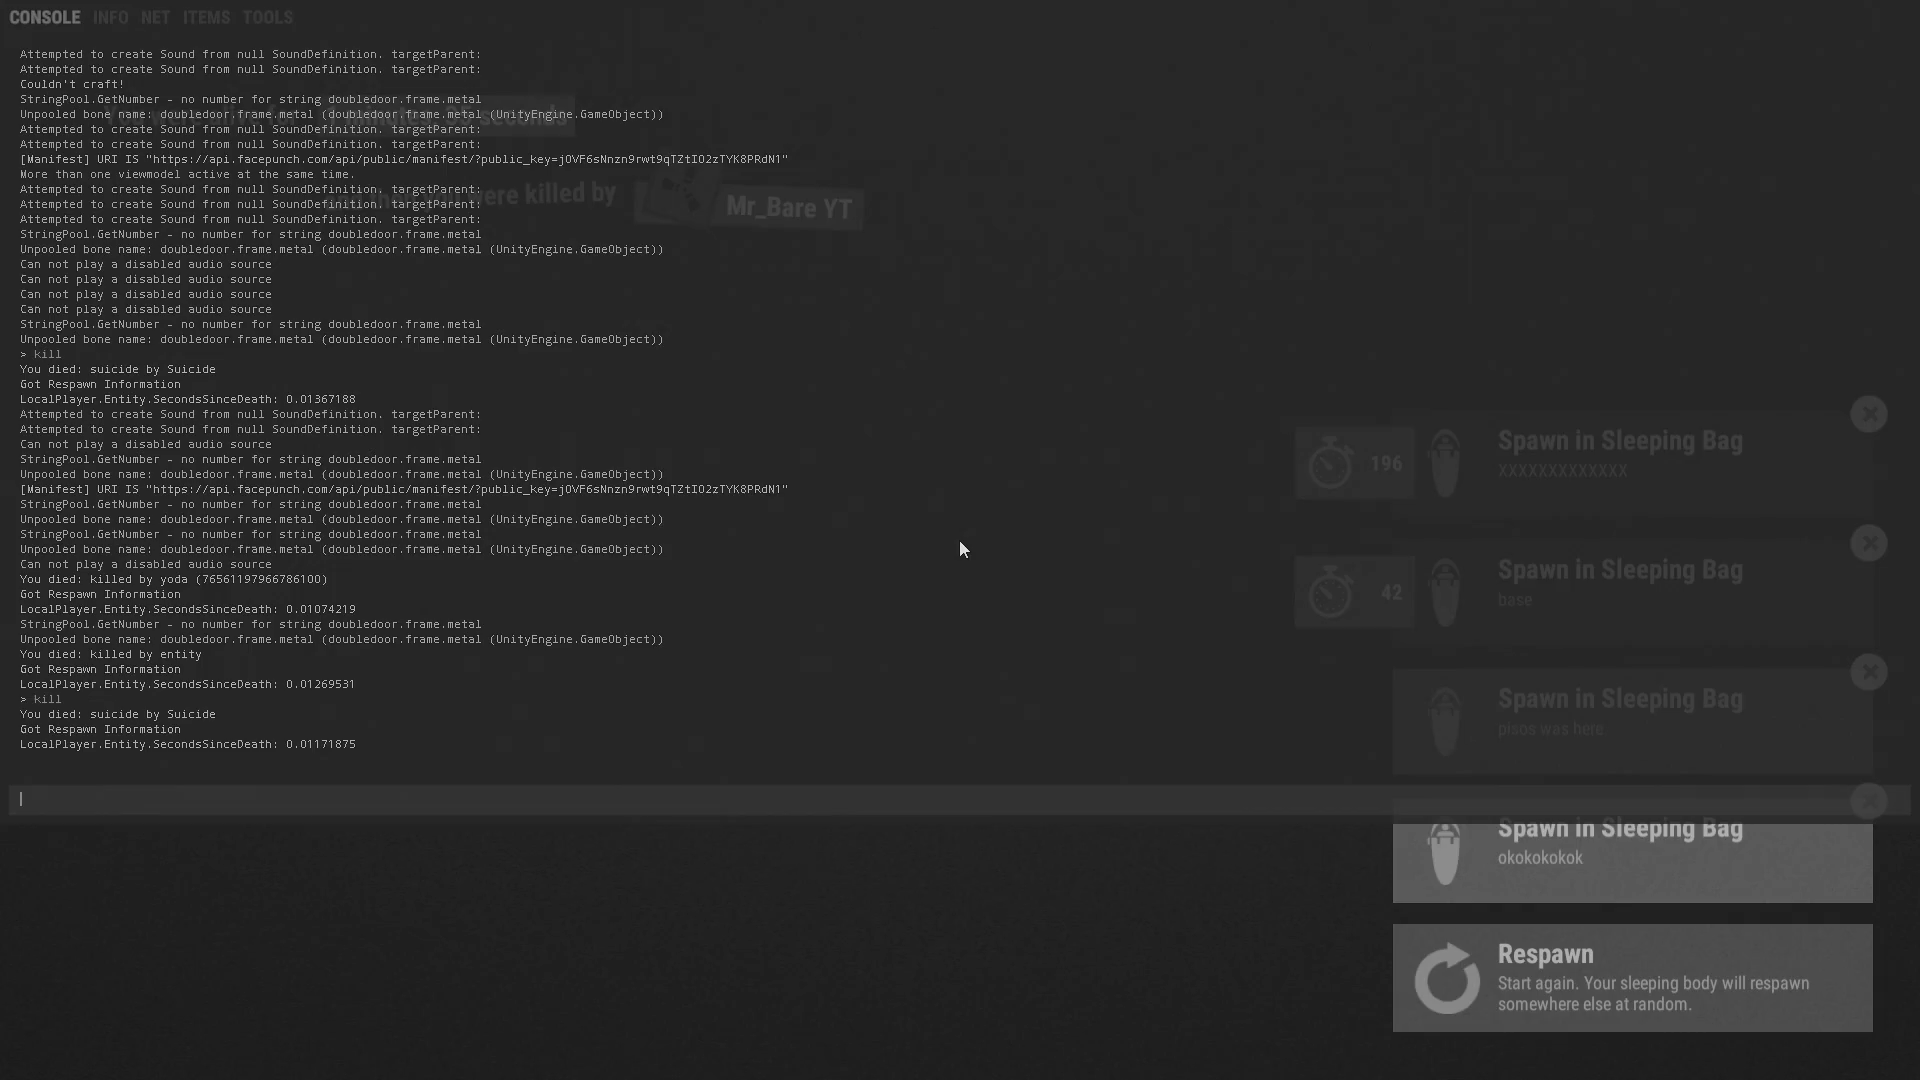 CONSOLE INFO NET ITEMS TOOLS
Attempted to create Sound from null SoundDefinition. targetParent:
Attempted to create Sound from null SoundDefinition. targetParent:
Couldn't craft!
StringPool.GetNumber - no number for string doubledoor.frame.metal
Unpooled bone name: doubledoor.frame.metal (doubledoor.frame.metal (UnityEngine.GameObject))
Attempted to create Sound from null SoundDefinition. targetParent:
Attempted to create Sound from null SoundDefinition. targetParent:
[Manifest] URI IS "https://api.facepunch.com/api/public/manifest/?public_key=jOVF6sNnzn9rwt9qTZtIO2zTYK8PRdN1"
More than one viewmodel active at the same time.
Attempted to create Sound from null SoundDefinition. targetParent:
Attempted to create Sound from null SoundDefinition. targetParent:
Attempted to create Sound from null SoundDefinition. targetParent:
StringPool.GetNumber - no number for string doubledoor.frame.metal
Unpooled bone name: doubledoor.frame.metal (doubledoor.frame.metal (UnityEngine.GameObject))
Can not play a disabled audio source
Can not play a disabled audio source
Can not play a disabled audio source
Can not play a disabled audio source
StringPool.GetNumber - no number for string doubledoor.frame.metal
Unpooled bone name: doubledoor.frame.metal (doubledoor.frame.metal (UnityEngine.GameObject))
> kill
You died: suicide by Suicide
Got Respawn Information
LocalPlayer.Entity.SecondsSinceDeath: 0.01367188
Attempted to create Sound from null SoundDefinition. targetParent:
Attempted to create Sound from null SoundDefinition. targetParent:
Can not play a disabled audio source
StringPool.GetNumber - no number for string doubledoor.frame.metal
Unpooled bone name: doubledoor.frame.metal (doubledoor.frame.metal (UnityEngine.GameObject))
[Manifest] URI IS "https://api.facepunch.com/api/public/manifest/?public_key=jOVF6sNnzn9rwt9qTZtIO2zTYK8PRdN1"
StringPool.GetNumber - no number for string doubledoor.frame.metal
Unpooled bone name: doubledoor.frame.metal (doubledoor.frame.metal (UnityEngine.GameObject))
StringPool.GetNumber - no number for string doubledoor.frame.metal
Unpooled bone name: doubledoor.frame.metal (doubledoor.frame.metal (UnityEngine.GameObject))
Can not play a disabled audio source
You died: killed by yoda (76561197966786100)
Got Respawn Information
LocalPlayer.Entity.SecondsSinceDeath: 0.01074219
StringPool.GetNumber - no number for string doubledoor.frame.metal
Unpooled bone name: doubledoor.frame.metal (doubledoor.frame.metal (UnityEngine.GameObject))
You died: killed by entity
Got Respawn Information
LocalPlayer.Entity.SecondsSinceDeath: 0.01269531
> kill
You died: suicide by Suicide
Got Respawn Information
LocalPlayer.Entity.SecondsSinceDeath: 0.01171875
were killed by Mr_Bare YT
196
Spawn in Sleeping Bag
XXXXXXXXXXXXX
42
Spawn in Sleeping Bag
base
Spawn in Sleeping Bag
pisos was here
Spawn in Sleeping Bag
okokokokok
Respawn
Start again. Your sleeping body will respawn
somewhere else at random.